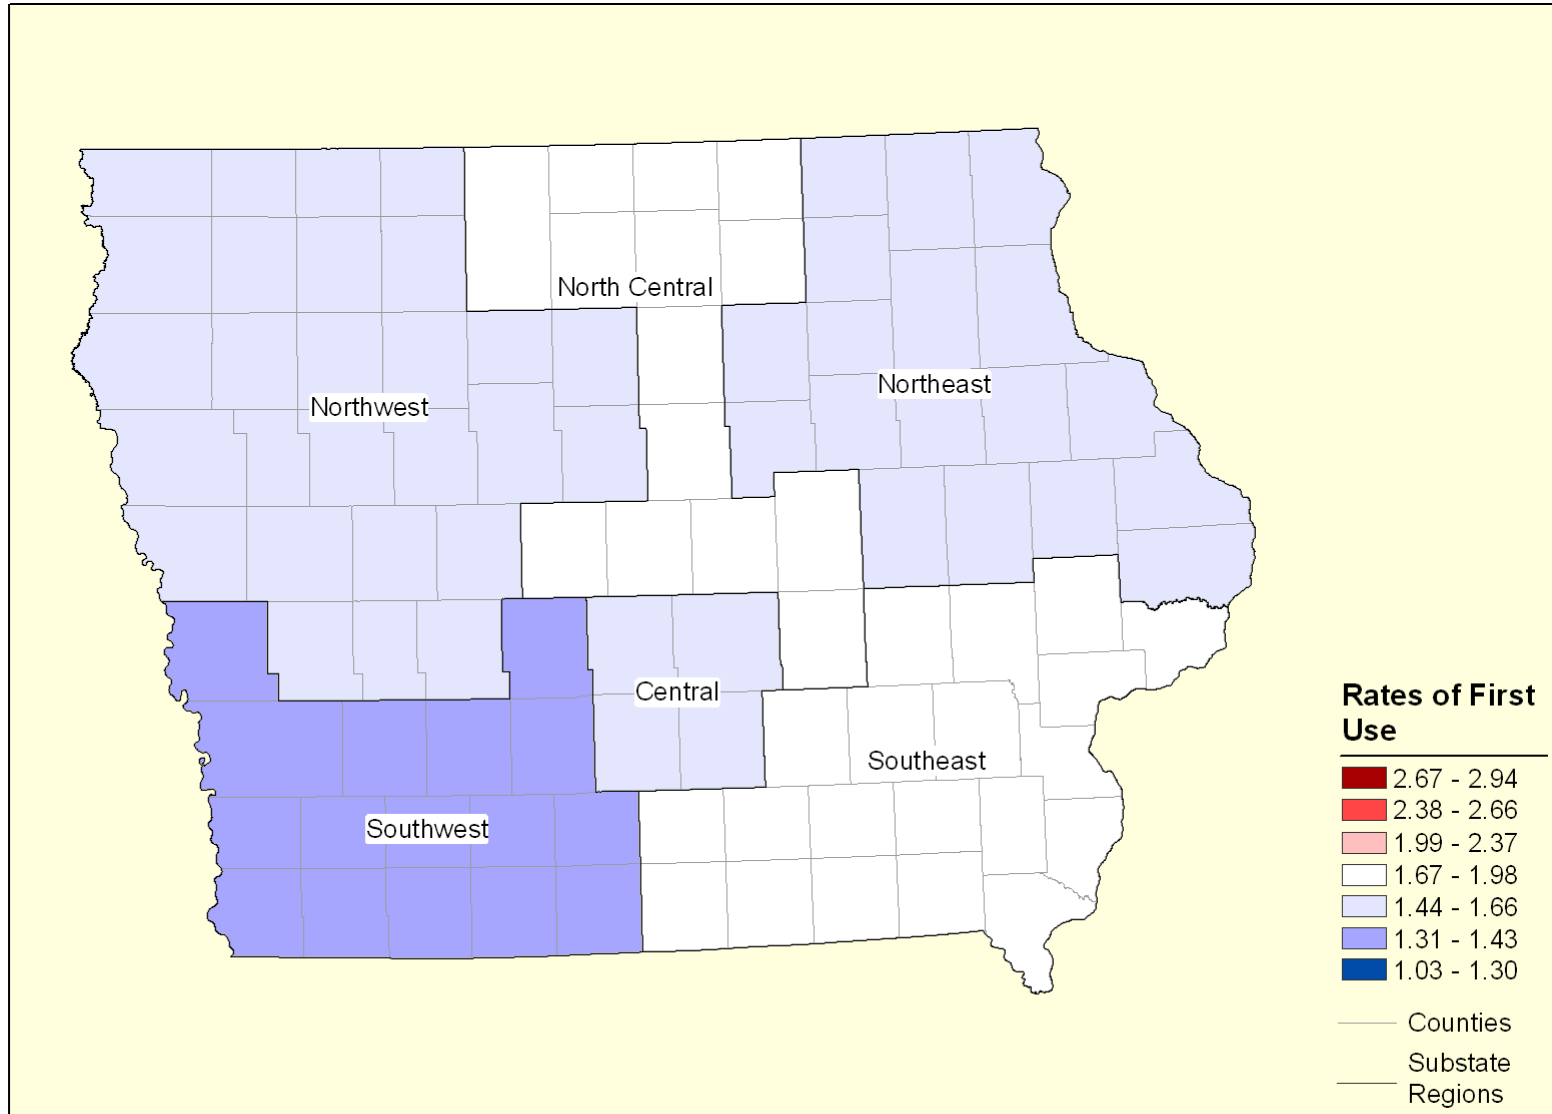 North Central
Northeast
Northwest
Central
Southeast
Southwest
Rates of First
Use
2.67 - 2.94
2.38 - 2.66
1.99 - 2.37
1.67 - 1.98
1.44 - 1.66
1.31 - 1.43
1.03 - 1.30
Counties
Substate
Regions